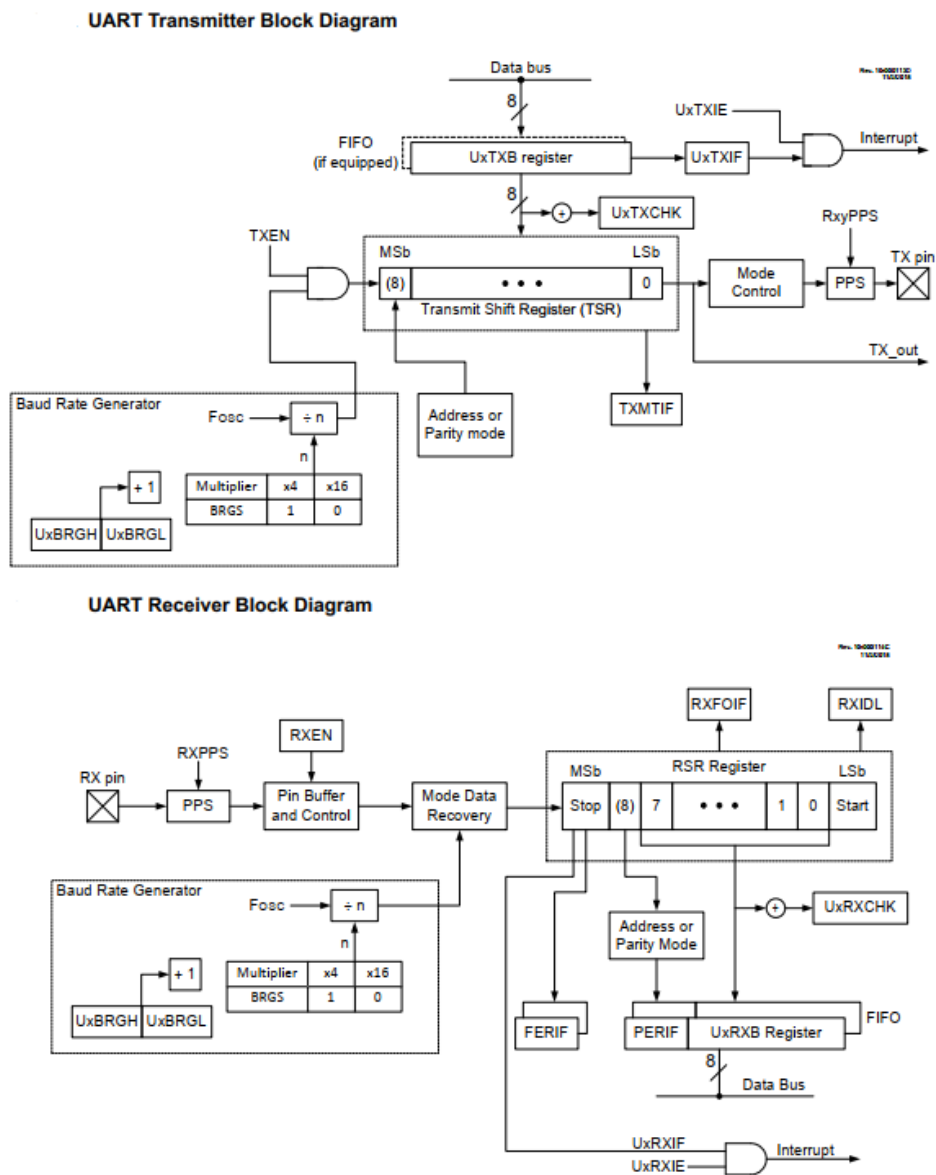 UART Transmitter Block Diagram
Data bus
8
UxTXIE
Interrupt
FIFO
(if equipped)
UxTXB register
UxTXIF
8
UxTXCHK
RxyPPS
TXEN
MSb
LSb
TX pin
(8)
• • •
0
Mode
Control
PPS
Transmit Shift Register (TSR)
TX_out
Baud Rate Generator
Fosc
÷ n
Address or
Parity mode
TXMTIF
n
+ 1
Multiplier x4 x16
BRGS 1 0
UxBRGH UxBRGL
UART Receiver Block Diagram
RXFOIF
RXIDL
RXEN
RXPPS
RX pin
MSb
RSR Register
LSb
PPS
Pin Buffer
and Control
Mode Data
Recovery
Stop (8) 7 • • • 1 0 Start
Baud Rate Generator
Fosc
÷ n
UxRXCHK
n
Address or
Parity Mode
+ 1
Multiplier x4 x16
BRGS 1 0
UxBRGH UxBRGL
FERIF
PERIF
UxRXB Register
FIFO
8
Data Bus
UxRXIF
UxRXIE
Interrupt